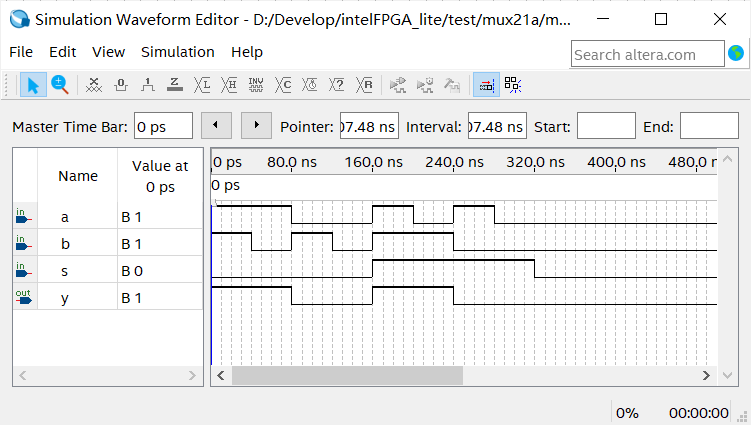 Simulation Waveform Editor - D:/Develop/intelFPGA_lite/test/mux21a/m...
File Edit View Simulation Help
Search altera.com
0 1 Z H INV C ? R
Master Time Bar: 0 ps Pointer: 07.48 ns Interval: 07.48 ns Start: End:
Name Value at 0 ps
0 ps 80.0 ns 160.0 ns 240.0 ns 320.0 ns 400.0 ns 480.0 n
0 ps
in a B 1
in b B 1
in s B 0
out y B 1
0% 00:00:00